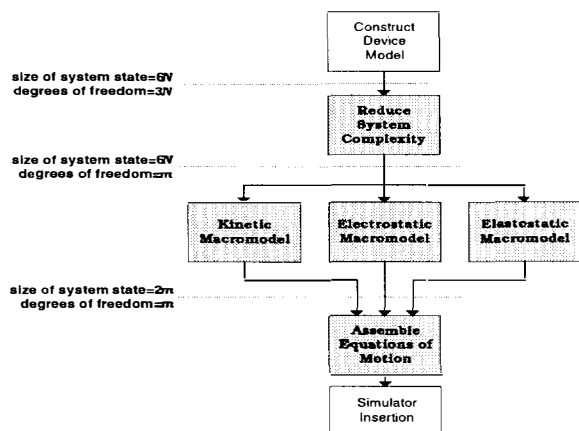 Construct
Device
Model
size of system state=6N
degrees of freedom=3N
Reduce
System
Complexity
size of system state=6N
degrees of freedom=m
Kinetic
Macromodel
Electrostatic
Macromodel
Elastostatic
Macromodel
size of system state=2m
degrees of freedom=m
Assemble
Equations of
Motion
Simulator
Insertion